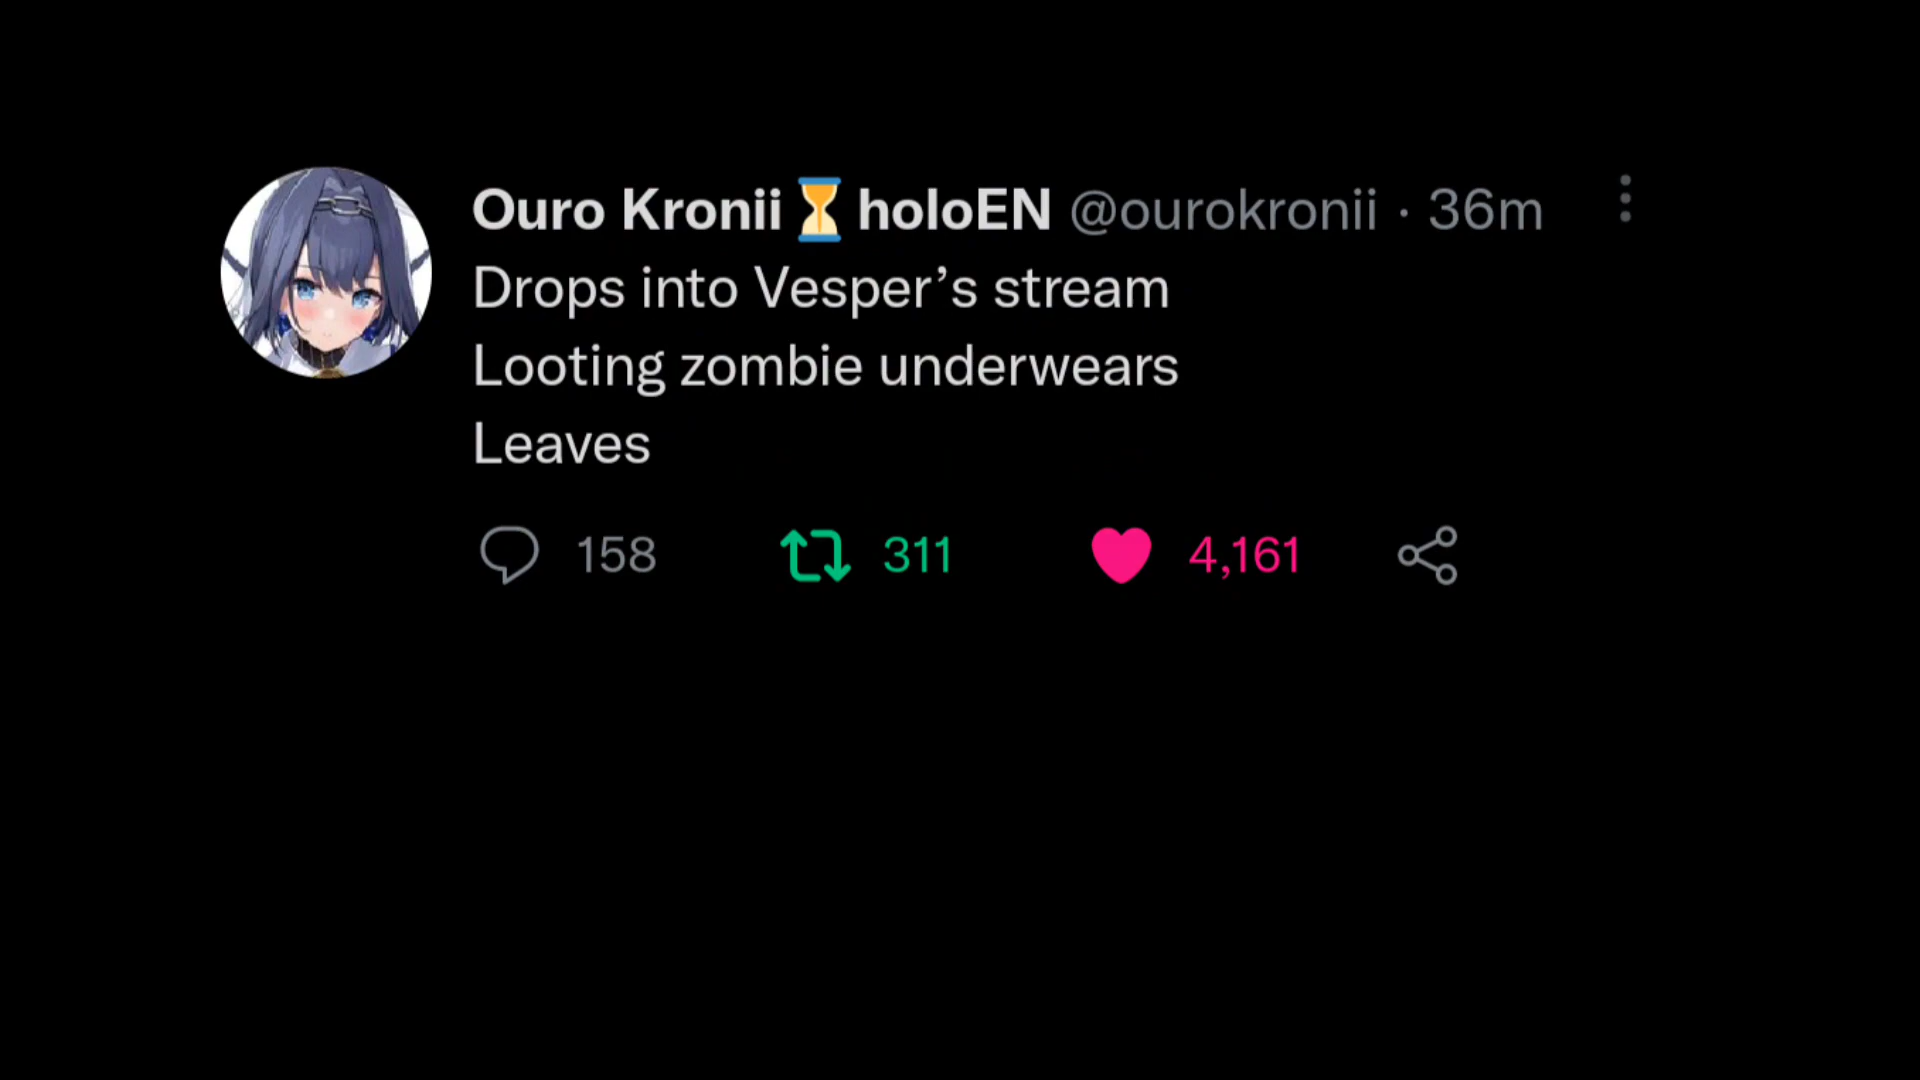 Ouro Kronii⏳holoEN @ourokronii · 36m
Drops into Vesper’s stream
Looting zombie underwears
Leaves
158 311 4,161